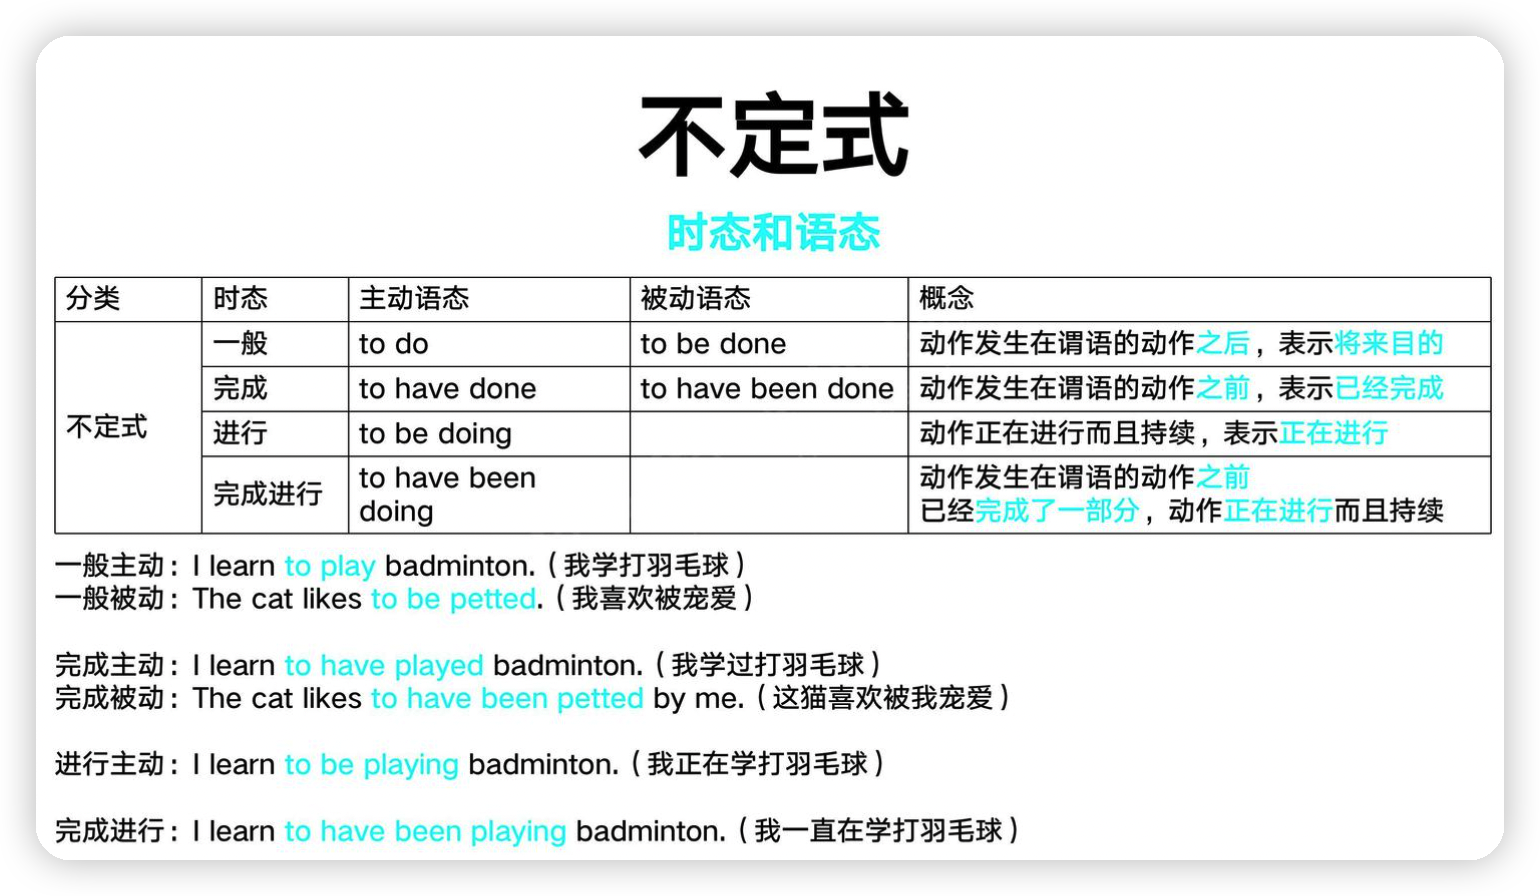 不定式
时态和语态
分类 时态 主动语态 被动语态 概念
不定式
一般 to do to be done 动作发生在谓语的动作之后，表示将来目的
完成 to have done to have been done 动作发生在谓语的动作之前，表示已经完成
进行 to be doing 动作正在进行而且持续，表示正在进行
完成进行 to have been
doing
动作发生在谓语的动作之前
已经完成了一部分，动作正在进行而且持续
一般主动：I learn to play badminton.（我学打羽毛球）
一般被动：The cat likes to be petted.（我喜欢被宠爱）
完成主动：I learn to have played badminton.（我学过打羽毛球）
完成被动：The cat likes to have been petted by me.（这猫喜欢被我宠爱）
进行主动：I learn to be playing badminton.（我正在学打羽毛球）
完成进行：I learn to have been playing badminton.（我一直在学打羽毛球）